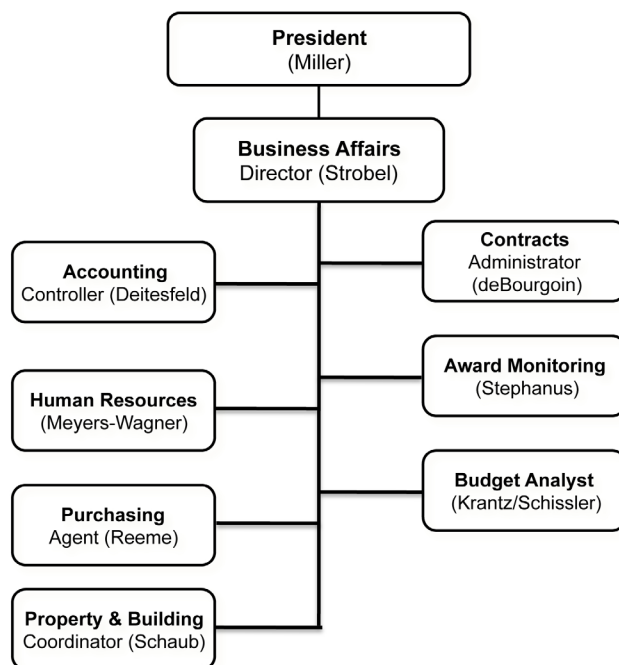 President
(Miller)
Business Affairs
Director (Strobel)
Accounting
Controller (Deitesfeld)
Human Resources
(Meyers-Wagner)
Purchasing
Agent (Reeme)
Property & Building
Coordinator (Schaub)
Contracts
Administrator
(deBourgoin)
Award Monitoring
(Stephanus)
Budget Analyst
(Krantz/Schissler)